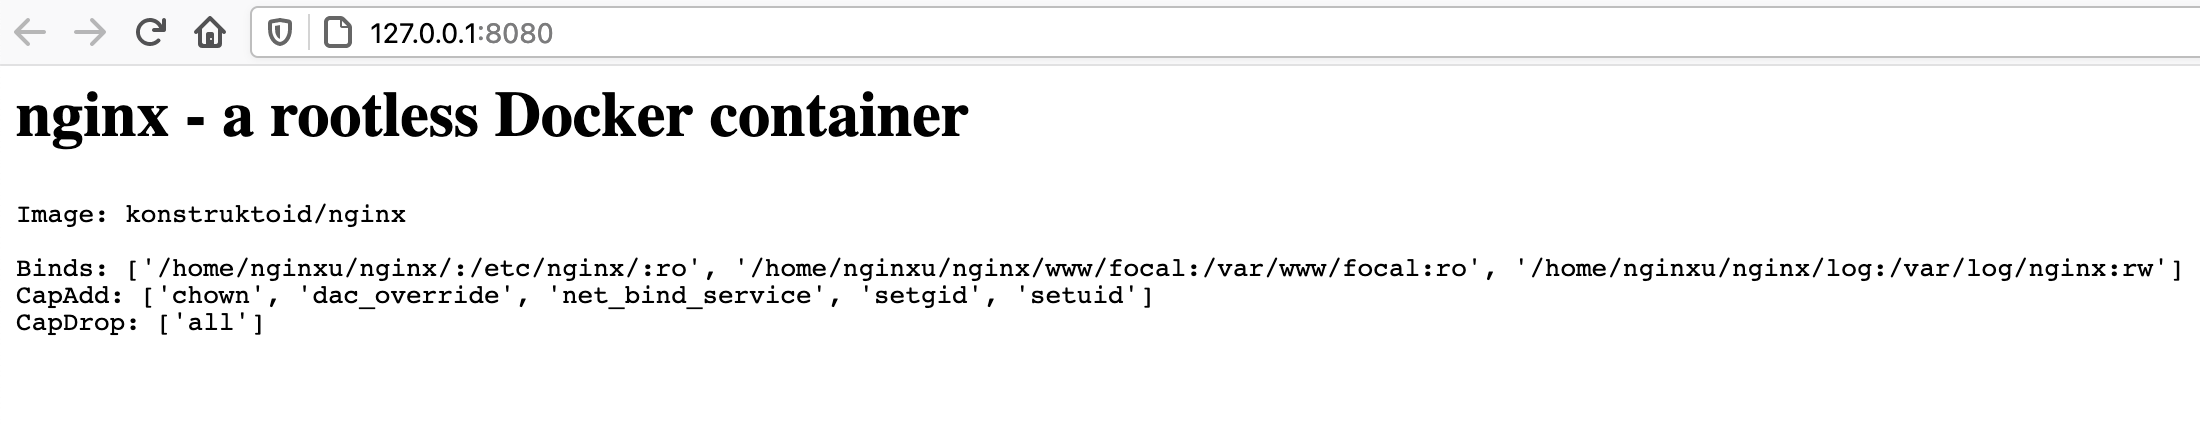 127.0.0.1:8080
nginx - a rootless Docker container
Image: konstruktoid/nginx
Binds: ['/home/nginxu/nginx/:/etc/nginx/:ro', '/home/nginxu/nginx/www/focal:/var/www/focal:ro', '/home/nginxu/nginx/log:/var/log/nginx:rw']
CapAdd: ['chown', 'dac_override', 'net_bind_service', 'setgid', 'setuid']
CapDrop: ['all']